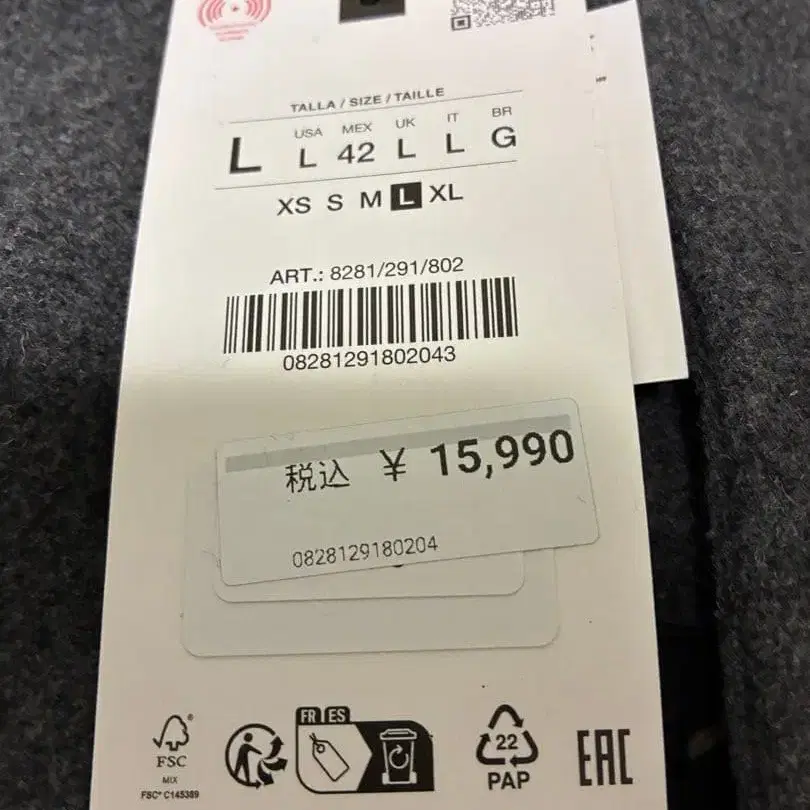 TALLA / SIZE / TAILLE
USA MEX UK IT BR
L L 42 L L G
XS S M L XL
ART.: 8281/291/802
08281291802043
税込 ¥ 15,990
0828129180204
FR ES
FSC
MIX
FSC® C145389
22
PAP
EAC